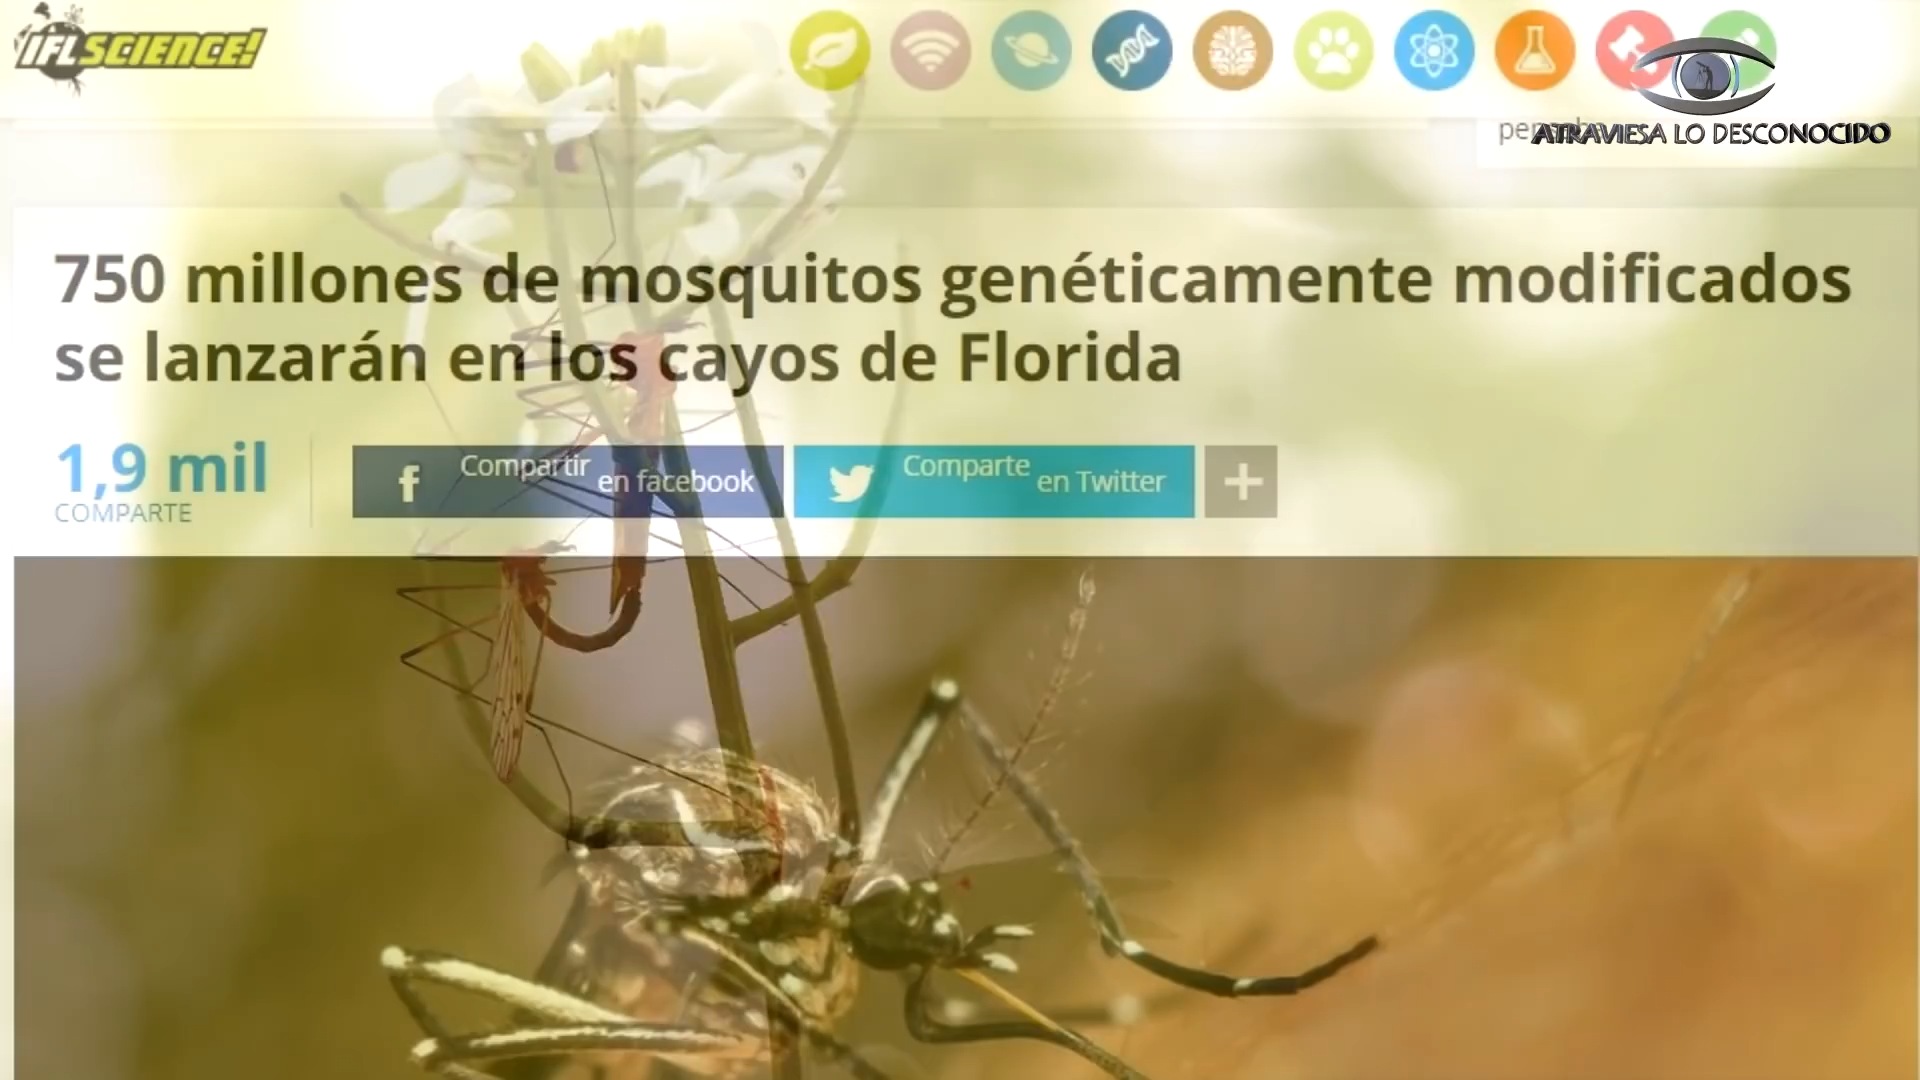 IFLSCIENCE!
ATRAVIESA LO DESCONOCIDO
750 millones de mosquitos genéticamente modificados
se lanzarán en los cayos de Florida
1,9 mil
COMPARTE
Compartir en facebook
Comparte en Twitter